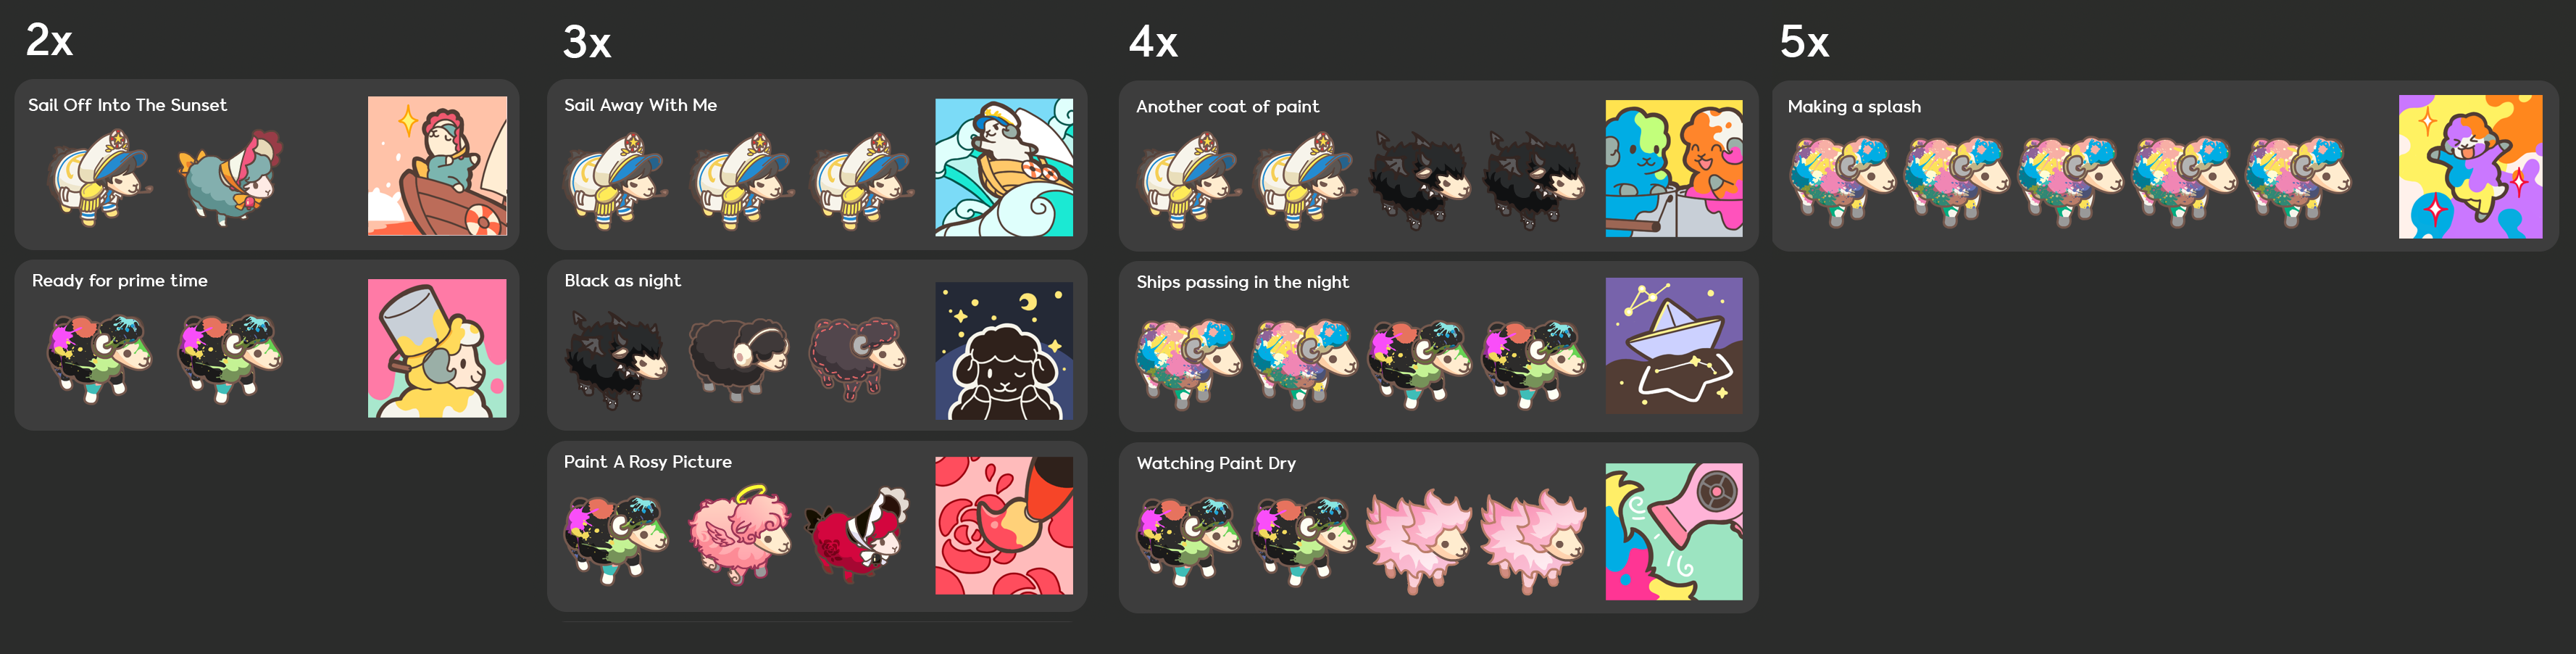 2x
Sail Off Into The Sunset
Ready for prime time
3x
Sail Away With Me
Black as night
Paint A Rosy Picture
4x
Another coat of paint
Ships passing in the night
Watching Paint Dry
5x
Making a splash